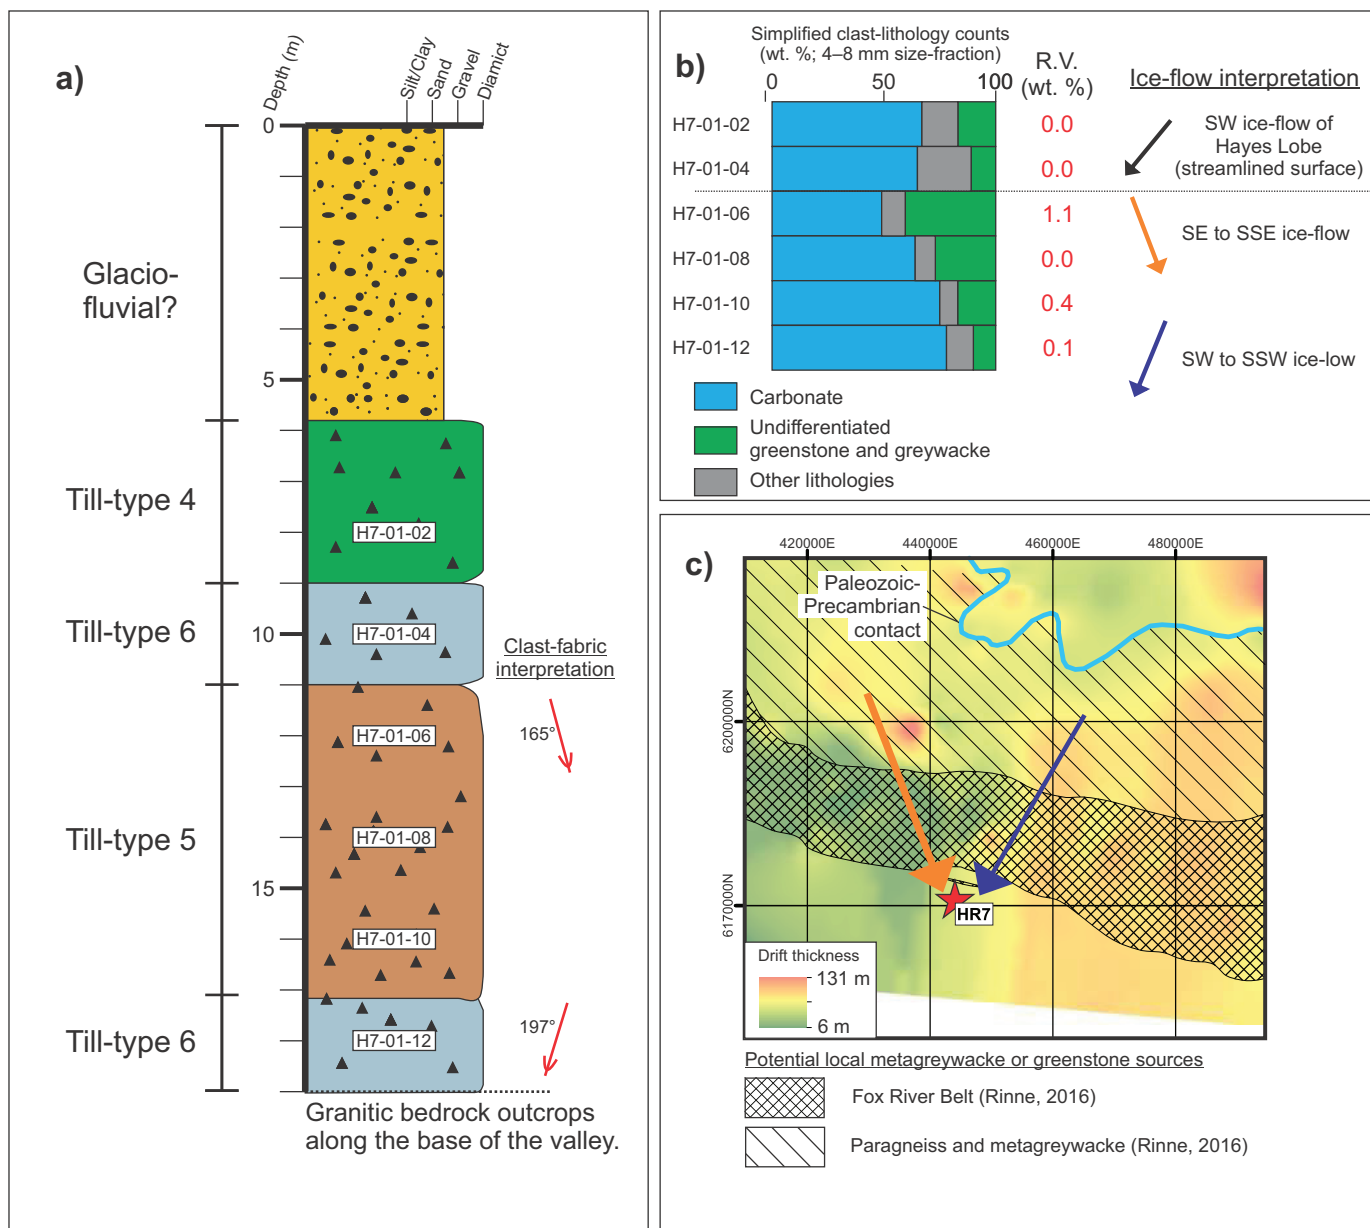 a)
Depth (m)
Silt/Clay
Sand
Gravel
Diamict
0
5
10
15
Glacio-
fluvial?
Till-type 4
Till-type 6
Till-type 5
Till-type 6
H7-01-02
H7-01-04
H7-01-06
H7-01-08
H7-01-10
H7-01-12
Clast-fabric
interpretation
165°
197°
Granitic bedrock outcrops
along the base of the valley.
b)
Simplified clast-lithology counts
(wt. %; 4–8 mm size-fraction)
0
50
100
R.V.
(wt. %)
Ice-flow interpretation
H7-01-02
0.0
H7-01-04
0.0
H7-01-06
1.1
H7-01-08
0.0
H7-01-10
0.4
H7-01-12
0.1
SW ice-flow of
Hayes Lobe
(streamlined surface)
SE to SSE ice-flow
SW to SSW ice-low
Carbonate
Undifferentiated
greenstone and greywacke
Other lithologies
c)
420000E
440000E
460000E
480000E
6200000N
6170000N
Paleozoic-
Precambrian
contact
HR7
Drift thickness
131 m
6 m
Potential local metagreywacke or greenstone sources
Fox River Belt (Rinne, 2016)
Paragneiss and metagreywacke (Rinne, 2016)